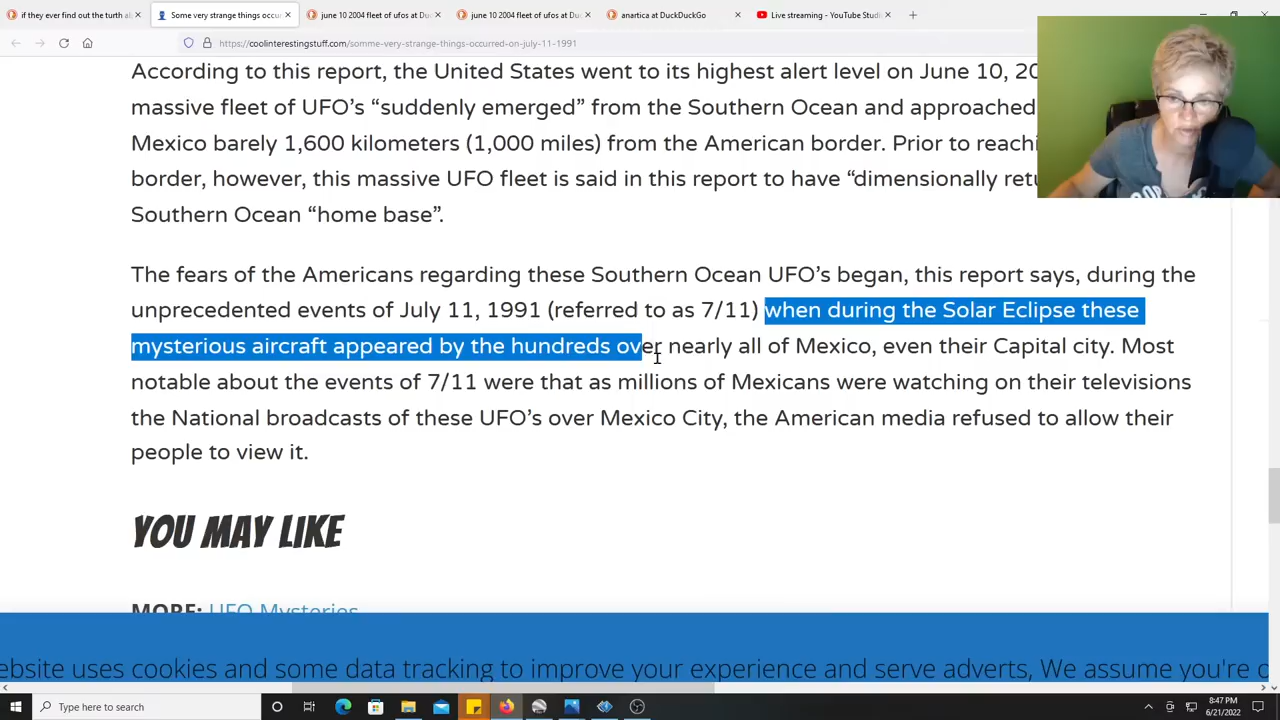 if they ever find out the turth al
Some very strange things occur
june 10 2004 fleet of ufos at Du
june 10 2004 fleet of ufos at Du
anartica at DuckDuckGo
Live streaming - YouTube Studi
https://coolinterestingstuff.com/somme-very-strange-things-occurred-on-july-11-1991
According to this report, the United States went to its highest alert level on June 10, 20
massive fleet of UFO's “suddenly emerged” from the Southern Ocean and approached
Mexico barely 1,600 kilometers (1,000 miles) from the American border. Prior to reachi
border, however, this massive UFO fleet is said in this report to have “dimensionally retu
Southern Ocean “home base”.
The fears of the Americans regarding these Southern Ocean UFO's began, this report says, during the
unprecedented events of July 11, 1991 (referred to as 7/11) when during the Solar Eclipse these
mysterious aircraft appeared by the hundreds over nearly all of Mexico, even their Capital city. Most
notable about the events of 7/11 were that as millions of Mexicans were watching on their televisions
the National broadcasts of these UFO's over Mexico City, the American media refused to allow their
people to view it.
YOU MAY LIKE
MORE: UFO Mysteries
ebsite uses cookies and some data tracking to improve your experience and serve adverts, We assume you're o
Type here to search
8:47 PM
6/21/2022